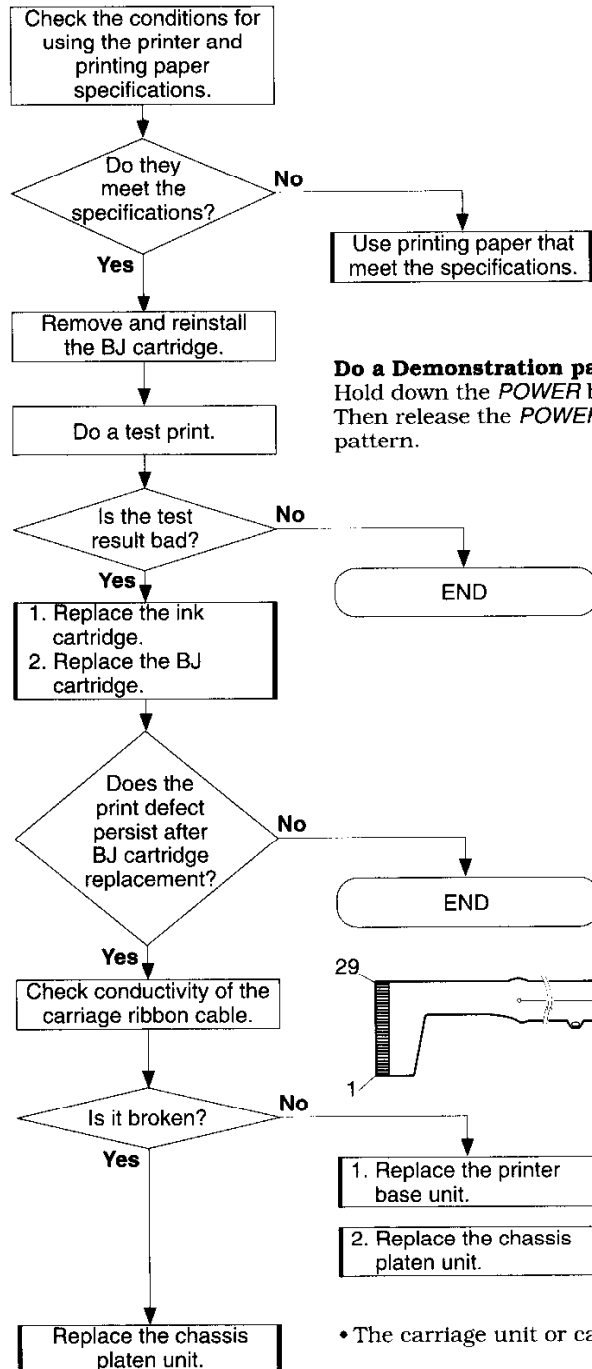 Check the conditions for
using the printer and
printing paper
specifications.
Do they
meet the
specifications?
No
Yes
Use printing paper that
meet the specifications.
Remove and reinstall
the BJ cartridge.
Do a Demonstration pa
Hold down the POWER b
Then release the POWER
pattern.
Do a test print.
Is the test
result bad?
No
Yes
END
1. Replace the ink
cartridge.
2. Replace the BJ
cartridge.
Does the
print defect
persist after
BJ cartridge
replacement?
No
Yes
END
Check conductivity of the
carriage ribbon cable.
29
1
Is it broken?
No
Yes
1. Replace the printer
base unit.
2. Replace the chassis
platen unit.
Replace the chassis
platen unit.
• The carriage unit or ca